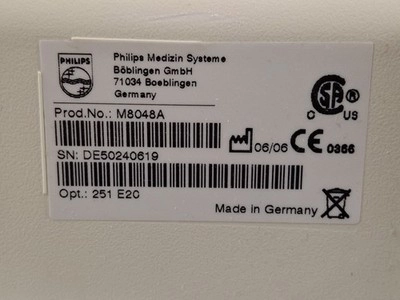 PHILIPS
Philips Medizin Systeme
Böblingen GmbH
71034 Boeblingen
Germany
Prod.No.: M8048A
C US
06/06 CE 0366
SN: DE50240619
Opt.: 251 E20
Made in Germany